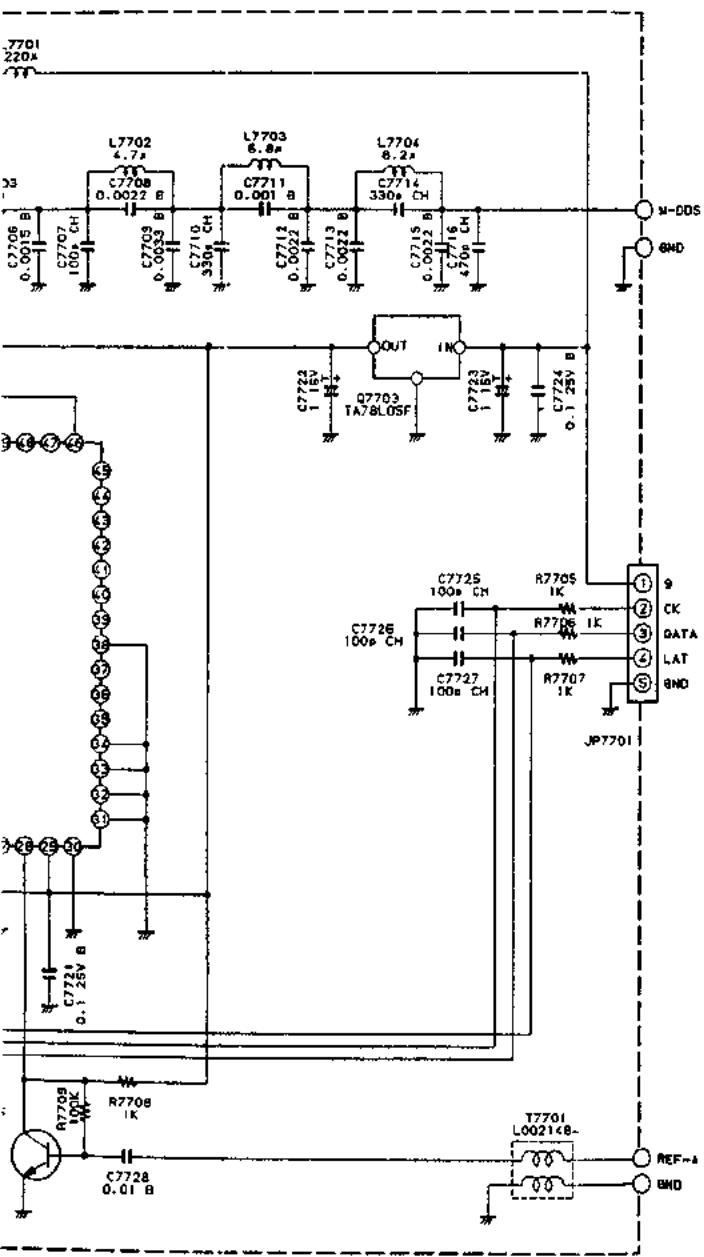 220μ
L7702
4.7μ
C7708
0.0022 B
L7703
6.8μ
C7711
0.001 B
L7704
8.2μ
C7714
330p CH
C7706
0.0015 B
C7707
100p CH
C7709
0.0033 B
C7710
330p CH
C7712
0.0022 B
C7713
0.0022 B
C7715
0.0022 B
C7716
470p CH
GND
OUT
IN
C7722
1 16V
Q7703
TA78L05F
C7723
1 16V
C7724
0.1 25V B
48
47
46
45
44
43
42
41
40
39
38
37
36
35
34
33
32
31
28
29
30
C7725
100p CH
C7726
100p CH
C7727
100p CH
R7705
1K
R7706 1K
R7707
1K
1
2
3
4
5
9
CK
DATA
LAT
GND
JP7701
C7721
0.1 25V B
R7709
100K
R7708
1K
C7728
0.01 B
T7701
REF-A
GND